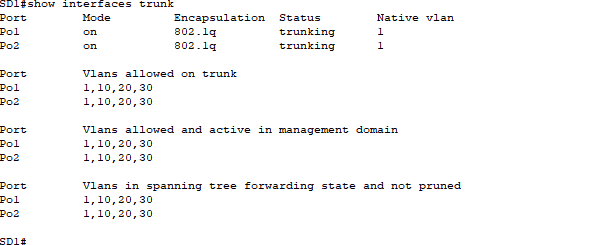 SD1#show interfaces trunk
Port        Mode         Encapsulation  Status        Native vlan
Po1         on           802.1q         trunking      1
Po2         on           802.1q         trunking      1
Port        Vlans allowed on trunk
Po1         1,10,20,30
Po2         1,10,20,30
Port        Vlans allowed and active in management domain
Po1         1,10,20,30
Po2         1,10,20,30
Port        Vlans in spanning tree forwarding state and not pruned
Po1         1,10,20,30
Po2         1,10,20,30
SD1#